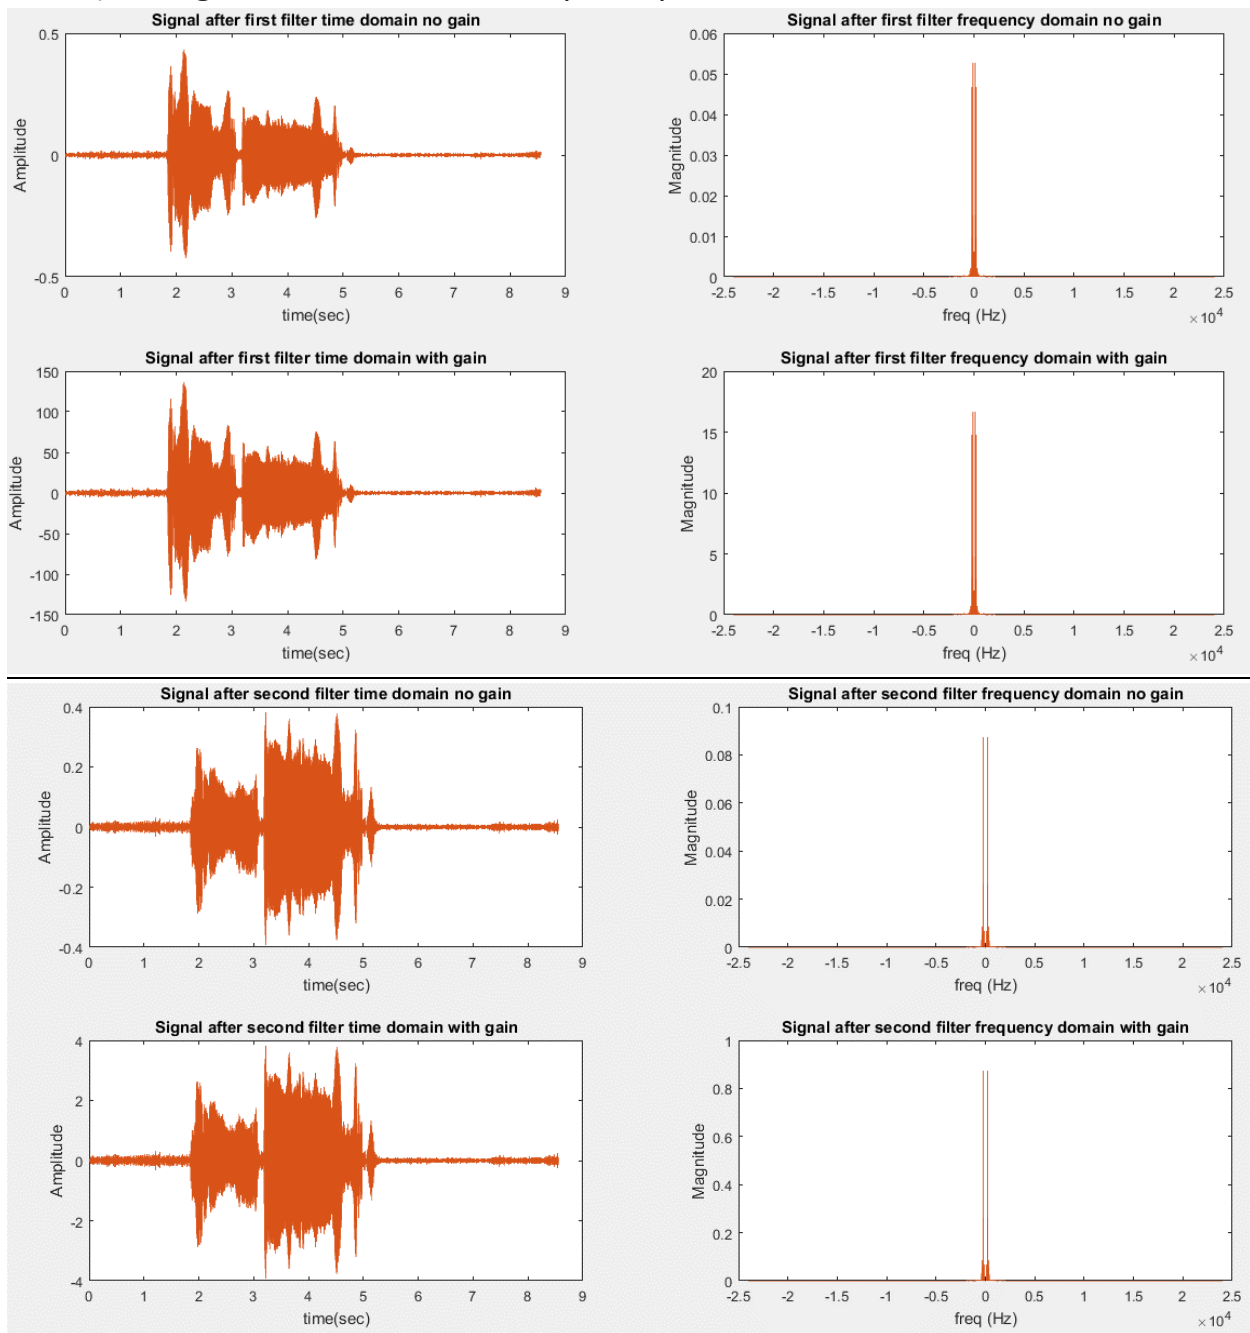 Signal after first filter time domain no gain
0.5
0
-0.5
Amplitude
0 1 2 3 4 5 6 7 8 9
time(sec)
Signal after first filter frequency domain no gain
0.06
0.05
0.04
0.03
0.02
0.01
0
Magnitude
-2.5 -2 -1.5 -1 -0.5 0 0.5 1 1.5 2 2.5
freq (Hz)
×10^4
Signal after first filter time domain with gain
150
100
50
0
-50
-100
-150
Amplitude
0 1 2 3 4 5 6 7 8 9
time(sec)
Signal after first filter frequency domain with gain
20
15
10
5
0
Magnitude
-2.5 -2 -1.5 -1 -0.5 0 0.5 1 1.5 2 2.5
freq (Hz)
×10^4
Signal after second filter time domain no gain
0.4
0.2
0
-0.2
-0.4
Amplitude
0 1 2 3 4 5 6 7 8 9
time(sec)
Signal after second filter frequency domain no gain
0.1
0.08
0.06
0.04
0.02
0
Magnitude
-2.5 -2 -1.5 -1 -0.5 0 0.5 1 1.5 2 2.5
freq (Hz)
×10^4
Signal after second filter time domain with gain
4
2
0
-2
-4
Amplitude
0 1 2 3 4 5 6 7 8 9
time(sec)
Signal after second filter frequency domain with gain
1
0.8
0.6
0.4
0.2
0
Magnitude
-2.5 -2 -1.5 -1 -0.5 0 0.5 1 1.5 2 2.5
freq (Hz)
×10^4